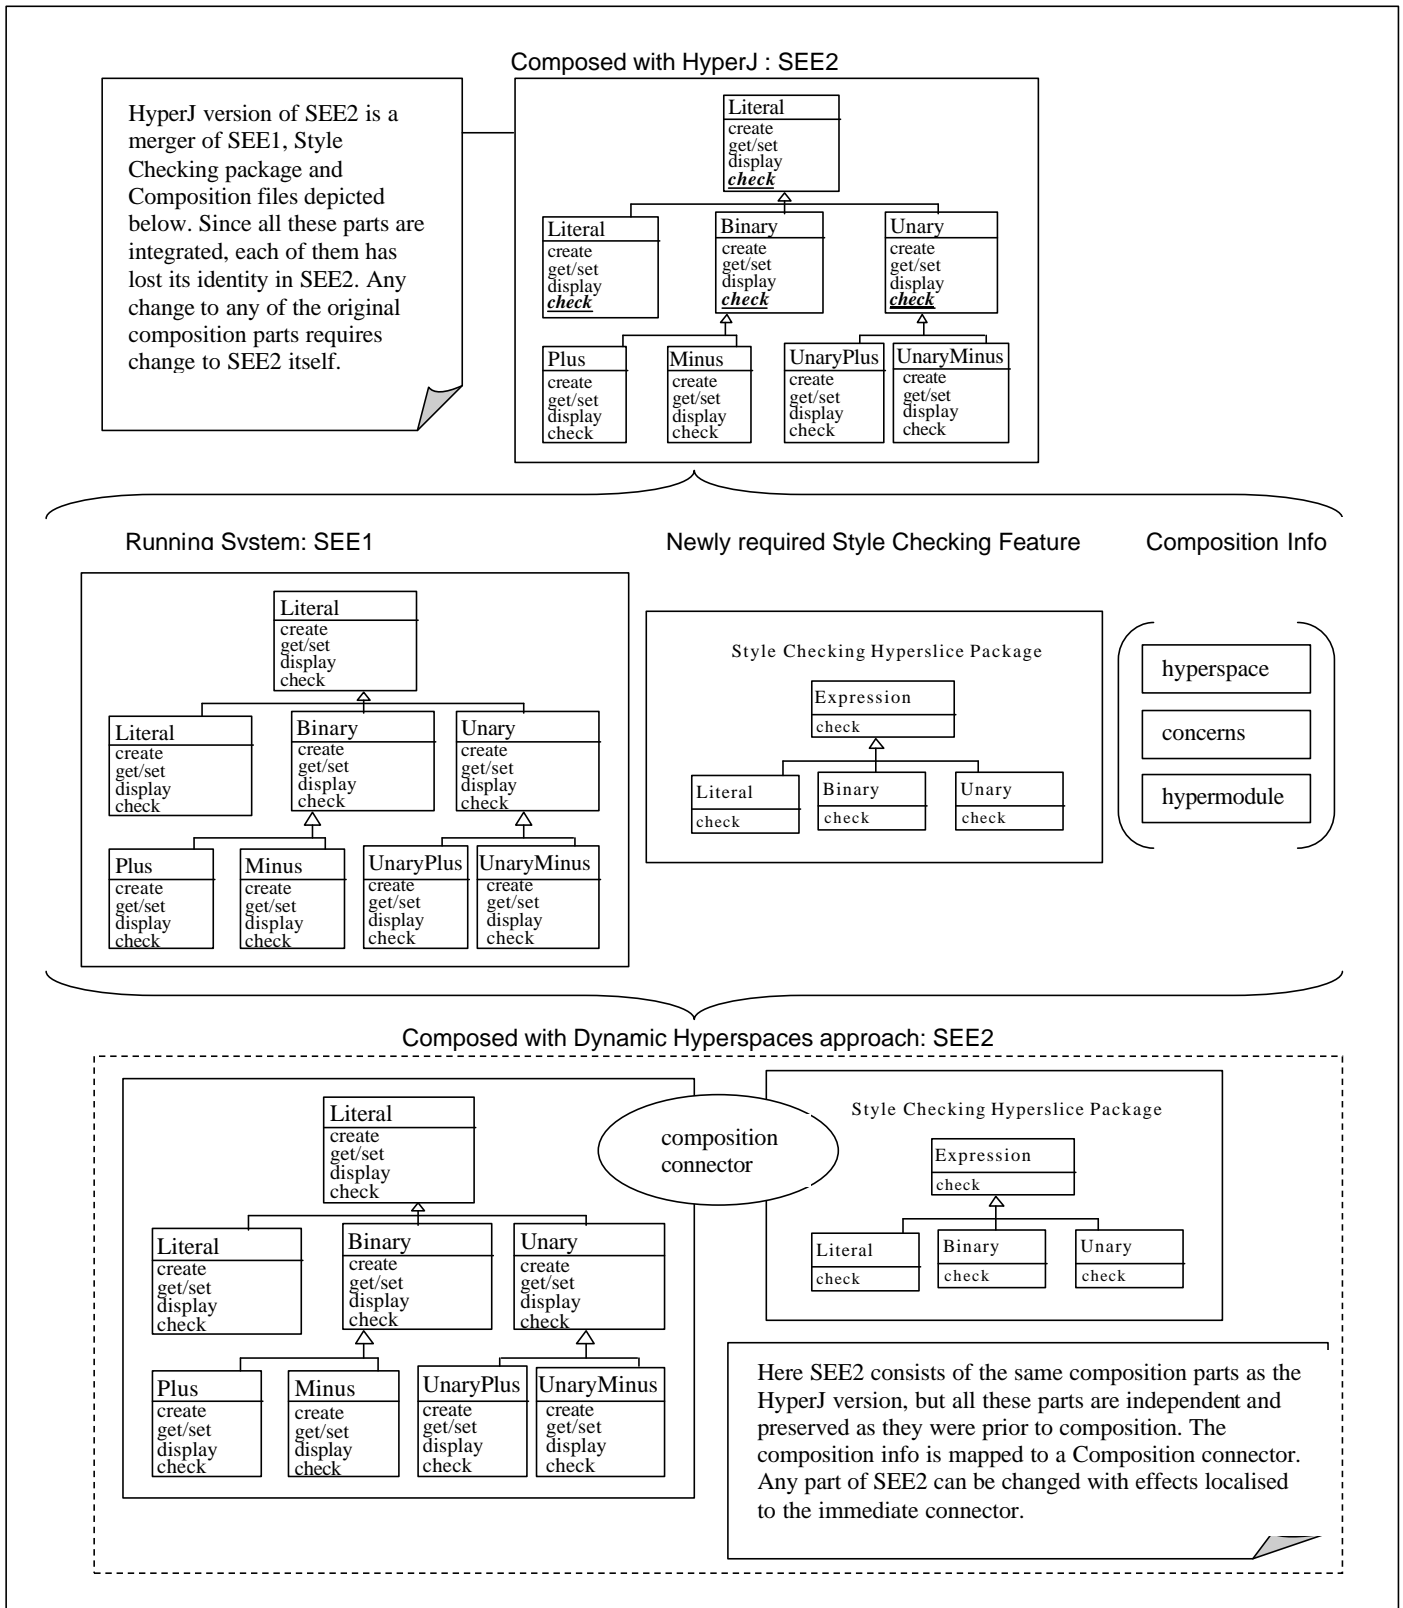 Composed with HyperJ : SEE2
HyperJ version of SEE2 is a
merger of SEE1, Style
Checking package and
Composition files depicted
below. Since all these parts are
integrated, each of them has
lost its identity in SEE2. Any
change to any of the original
composition parts requires
change to SEE2 itself.
Literal
create
get/set
display
check
Literal
create
get/set
display
check
Binary
create
get/set
display
check
Unary
create
get/set
display
check
Plus
create
get/set
display
check
Minus
create
get/set
display
check
UnaryPlus
create
get/set
display
check
UnaryMinus
create
get/set
display
check
Running System: SEE1
Newly required Style Checking Feature
Composition Info
Literal
create
get/set
display
check
Literal
create
get/set
display
check
Binary
create
get/set
display
check
Unary
create
get/set
display
check
Plus
create
get/set
display
check
Minus
create
get/set
display
check
UnaryPlus
create
get/set
display
check
UnaryMinus
create
get/set
display
check
Style Checking Hyperslice Package
Expression
check
Literal
check
Binary
check
Unary
check
hyperspace
concerns
hypermodule
Composed with Dynamic Hyperspaces approach: SEE2
Literal
create
get/set
display
check
Literal
create
get/set
display
check
Binary
create
get/set
display
check
Unary
create
get/set
display
check
Plus
create
get/set
display
check
Minus
create
get/set
display
check
UnaryPlus
create
get/set
display
check
UnaryMinus
create
get/set
display
check
composition
connector
Style Checking Hyperslice Package
Expression
check
Literal
check
Binary
check
Unary
check
Here SEE2 consists of the same composition parts as the
HyperJ version, but all these parts are independent and
preserved as they were prior to composition. The
composition info is mapped to a Composition connector.
Any part of SEE2 can be changed with effects localised
to the immediate connector.